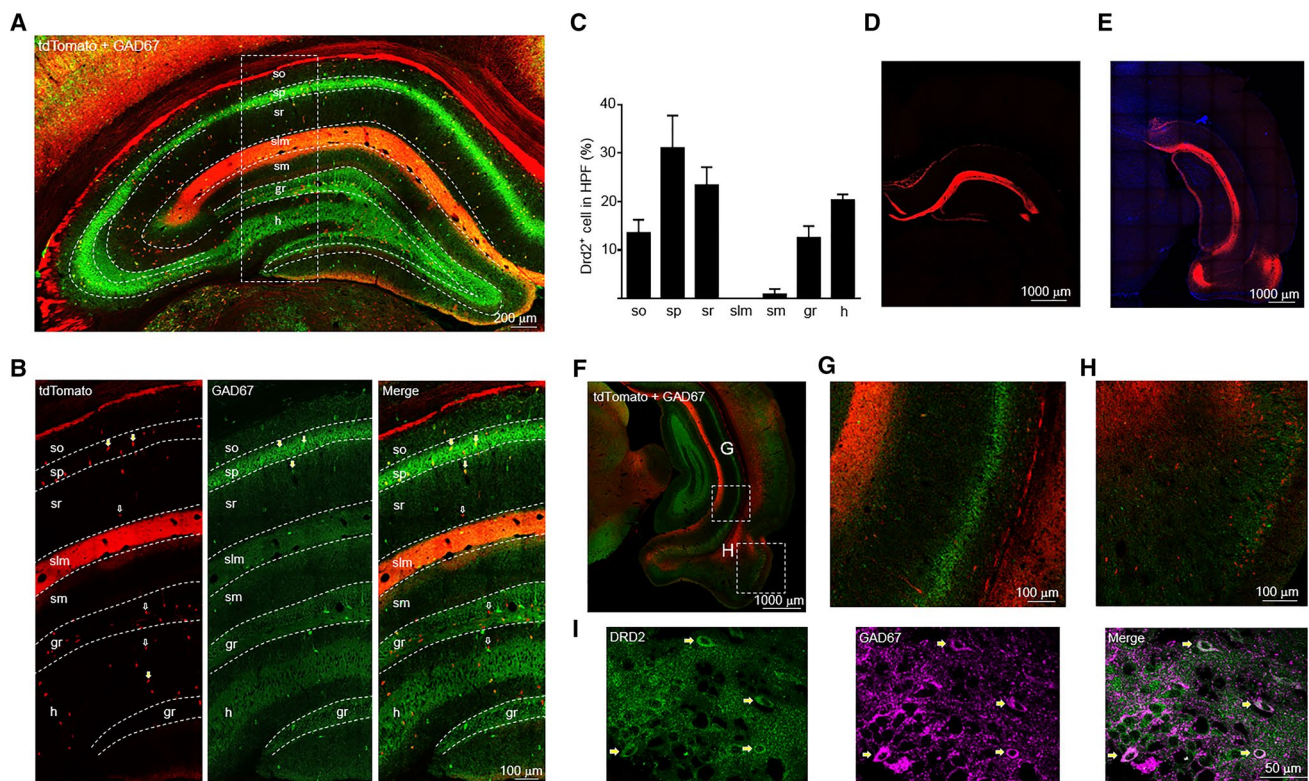 A
tdTomato + GAD67
so
sp
sr
slm
sm
gr
h
200 μm
B
tdTomato
GAD67
Merge
so
sp
sr
slm
sm
gr
h
gr
so
sp
sr
slm
sm
gr
h
gr
so
sp
sr
slm
sm
gr
h
gr
100 μm
C
Drd2⁺ cell in HPF (%)
40
30
20
10
so sp sr slm sm gr h
D
1000 μm
E
1000 μm
F
tdTomato + GAD67
G
H
1000 μm
G
100 μm
H
100 μm
I
DRD2
GAD67
Merge
50 μm